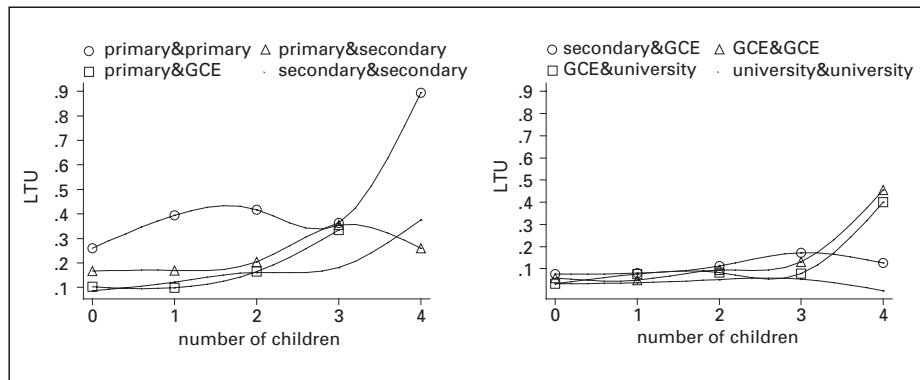 primary&primary primary&secondary
primary&GCE secondary&secondary
.9
.8
.7
.6
.5
.4
.3
.2
.1
LTU
0 1 2 3 4
number of children
secondary&GCE GCE&GCE
GCE&university university&university
.9
.8
.7
.6
.5
.4
.3
.2
.1
LTU
0 1 2 3 4
number of children